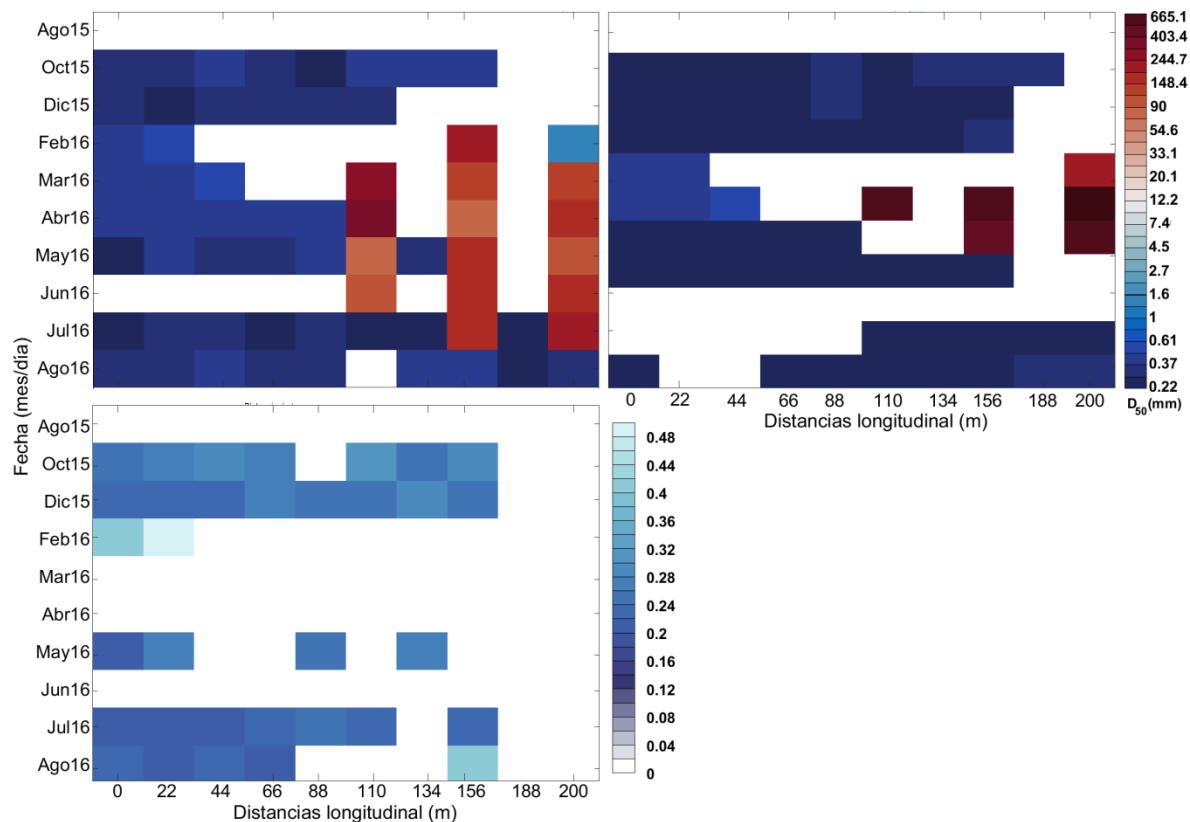 Fecha (mes/día)
Ago15
Oct15
Dic15
Feb16
Mar16
Abr16
May16
Jun16
Jul16
Ago16
0 22 44 66 88 110 134 156 188 200
Distancias longitudinal (m)
665.1
403.4
244.7
148.4
90
54.6
33.1
20.1
12.2
7.4
4.5
2.7
1.6
1
0.61
0.37
0.22
D50(mm)
Ago15
Oct15
Dic15
Feb16
Mar16
Abr16
May16
Jun16
Jul16
Ago16
0 22 44 66 88 110 134 156 188 200
Distancias longitudinal (m)
0.48
0.44
0.4
0.36
0.32
0.28
0.24
0.2
0.16
0.12
0.08
0.04
0